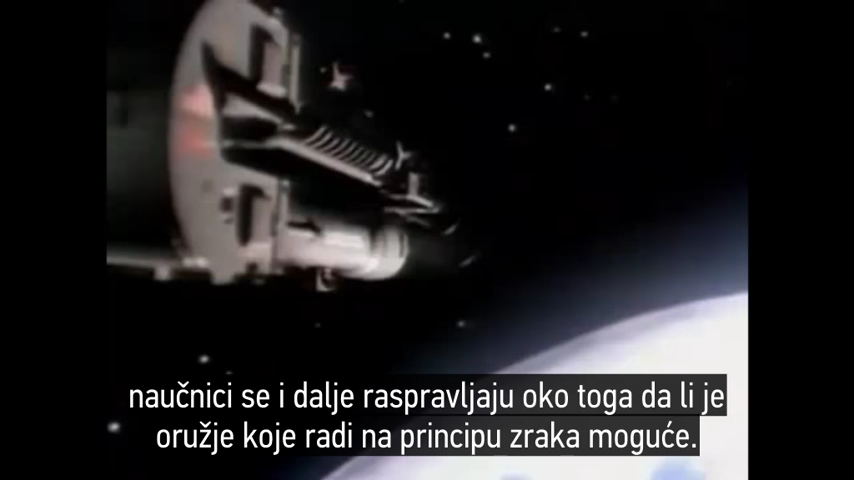 naučnici se i dalje raspravljaju oko toga da li je
oružje koje radi na principu zraka moguće.